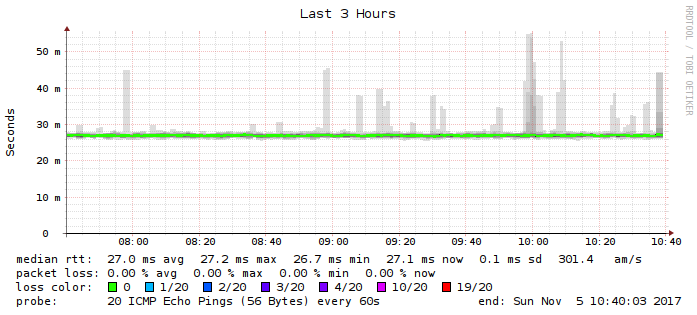 Last 3 Hours
RRDTOOL / TOBI OETIKER
Seconds
50 m
40 m
30 m
20 m
10 m
0
08:00 08:20 08:40 09:00 09:20 09:40 10:00 10:20 10:40
median rtt: 27.0 ms avg 27.2 ms max 26.7 ms min 27.1 ms now 0.1 ms sd 301.4 am/s
packet loss: 0.00 % avg 0.00 % max 0.00 % min 0.00 % now
loss color: 0 1/20 2/20 3/20 4/20 10/20 19/20
probe: 20 ICMP Echo Pings (56 Bytes) every 60s end: Sun Nov 5 10:40:03 2017